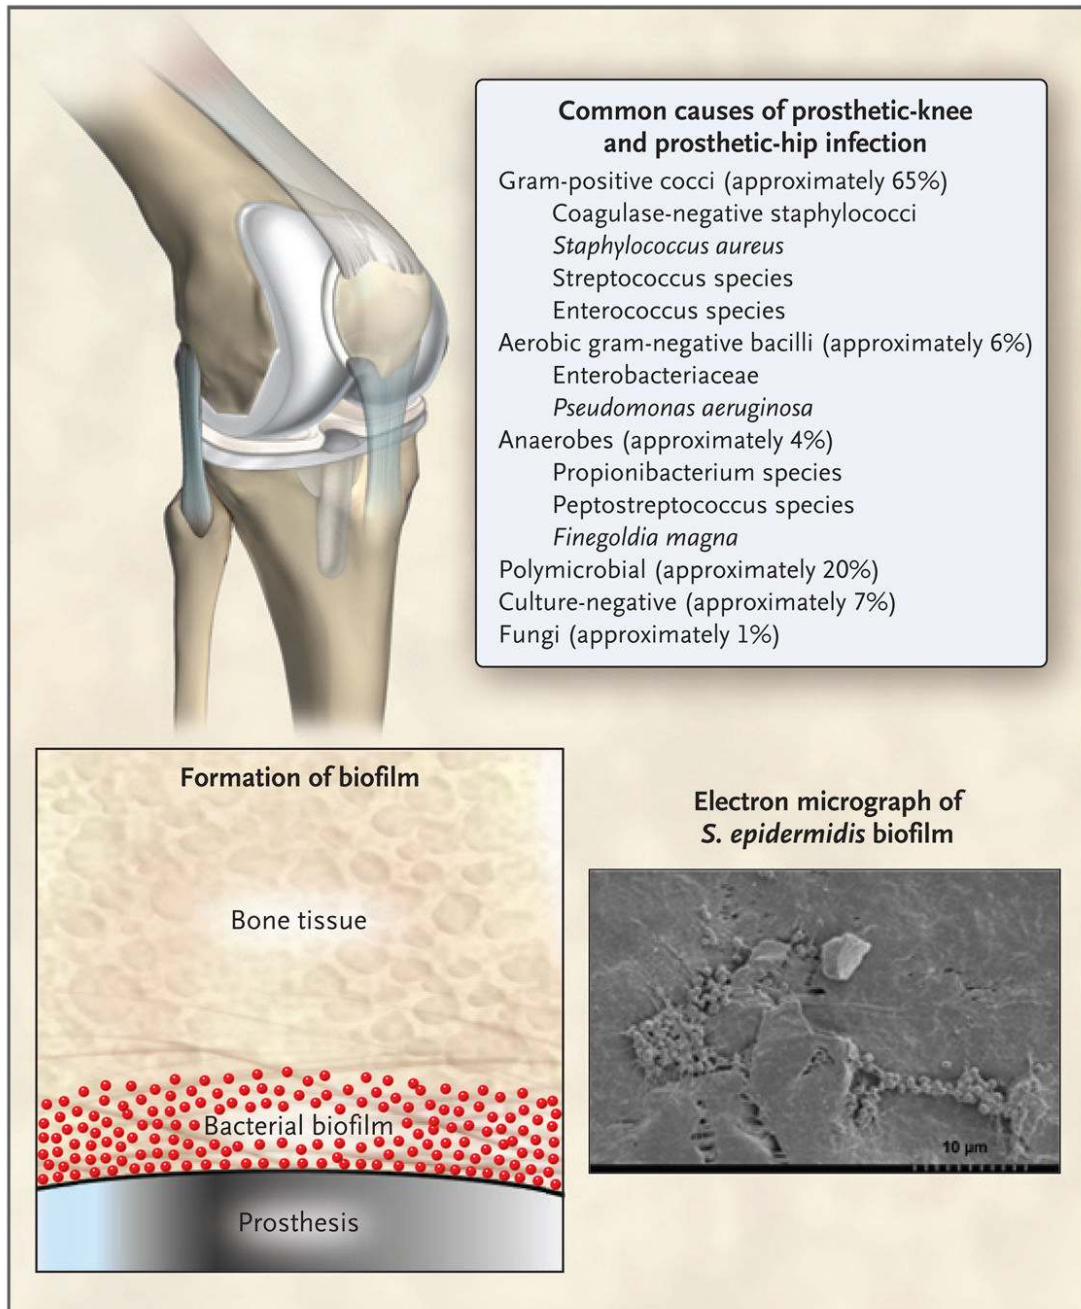 Common causes of prosthetic-knee
and prosthetic-hip infection
Gram-positive cocci (approximately 65%)
Coagulase-negative staphylococci
Staphylococcus aureus
Streptococcus species
Enterococcus species
Aerobic gram-negative bacilli (approximately 6%)
Enterobacteriaceae
Pseudomonas aeruginosa
Anaerobes (approximately 4%)
Propionibacterium species
Peptostreptococcus species
Finegoldia magna
Polymicrobial (approximately 20%)
Culture-negative (approximately 7%)
Fungi (approximately 1%)
Formation of biofilm
Bone tissue
Bacterial biofilm
Prosthesis
Electron micrograph of
S. epidermidis biofilm
10 µm